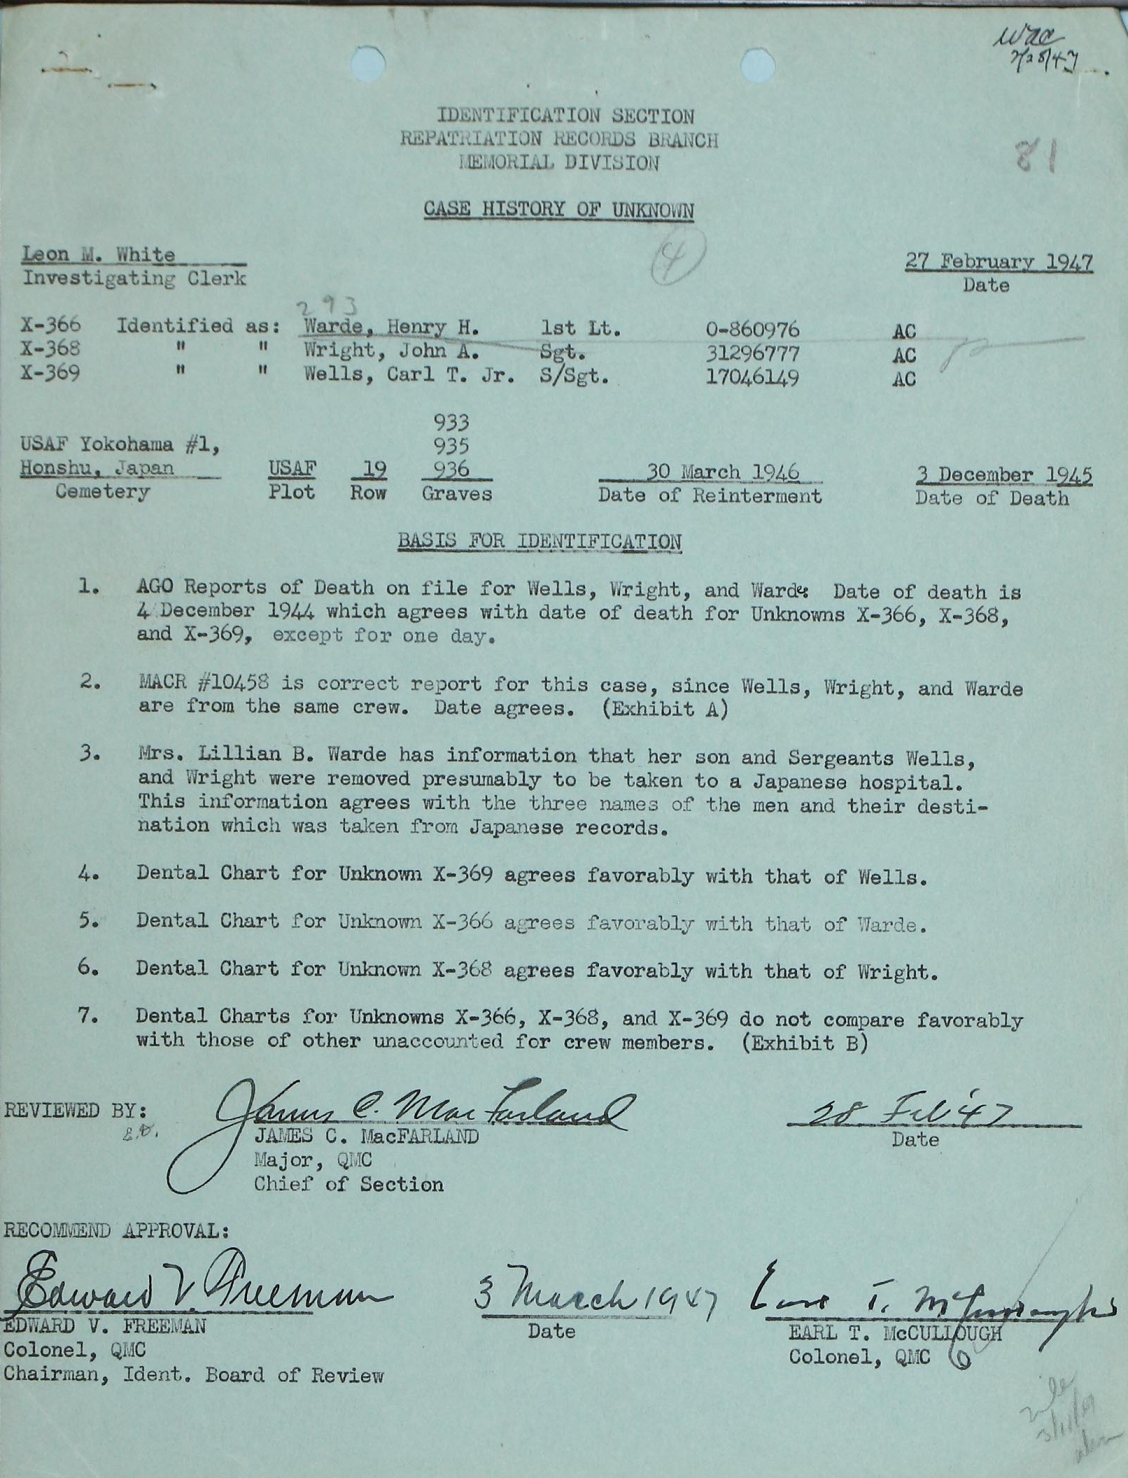 wac
2/28/47
IDENTIFICATION SECTION
REPATRIATION RECORDS BRANCH
MEMORIAL DIVISION
81
CASE HISTORY OF UNKNOWN
Leon M. White
Investigating Clerk
4
27 February 1947
Date
293
X-366 Identified as: Warde, Henry H. 1st Lt. O-860976 AC
X-368 " " Wright, John A. Sgt. 31296777 AC
X-369 " " Wells, Carl T. Jr. S/Sgt. 17046149 AC
933
USAF Yokohama #1, 935
Honshu, Japan USAF 19 936 30 March 1946 3 December 1945
Cemetery Plot Row Graves Date of Reinterment Date of Death
BASIS FOR IDENTIFICATION
1. AGO Reports of Death on file for Wells, Wright, and Warde: Date of death is
4 December 1944 which agrees with date of death for Unknowns X-366, X-368,
and X-369, except for one day.
2. MACR #10458 is correct report for this case, since Wells, Wright, and Warde
are from the same crew. Date agrees. (Exhibit A)
3. Mrs. Lillian B. Warde has information that her son and Sergeants Wells,
and Wright were removed presumably to be taken to a Japanese hospital.
This information agrees with the three names of the men and their desti-
nation which was taken from Japanese records.
4. Dental Chart for Unknown X-369 agrees favorably with that of Wells.
5. Dental Chart for Unknown X-366 agrees favorably with that of Warde.
6. Dental Chart for Unknown X-368 agrees favorably with that of Wright.
7. Dental Charts for Unknowns X-366, X-368, and X-369 do not compare favorably
with those of other unaccounted for crew members. (Exhibit B)
REVIEWED BY: James C. MacFarland 28 Feb '47
JAMES C. MacFARLAND Date
Major, QMC
Chief of Section
RECOMMEND APPROVAL:
Edward V. Freeman 3 March 1947 Earl T. McCullough
EDWARD V. FREEMAN Date EARL T. McCULLOUGH
Colonel, QMC Colonel, QMC
Chairman, Ident. Board of Review